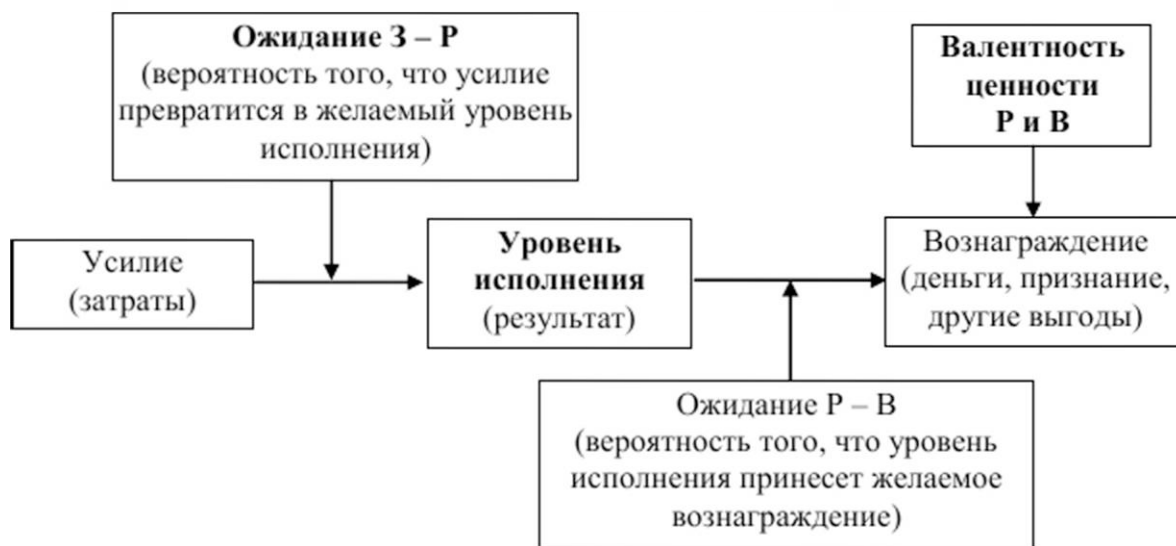 Ожидание З – Р
(вероятность того, что усилие
превратится в желаемый уровень
исполнения)
Валентность
ценности
Р и В
Усилие
(затраты)
Уровень
исполнения
(результат)
Вознаграждение
(деньги, признание,
другие выгоды)
Ожидание Р – В
(вероятность того, что уровень
исполнения принесет желаемое
вознаграждение)